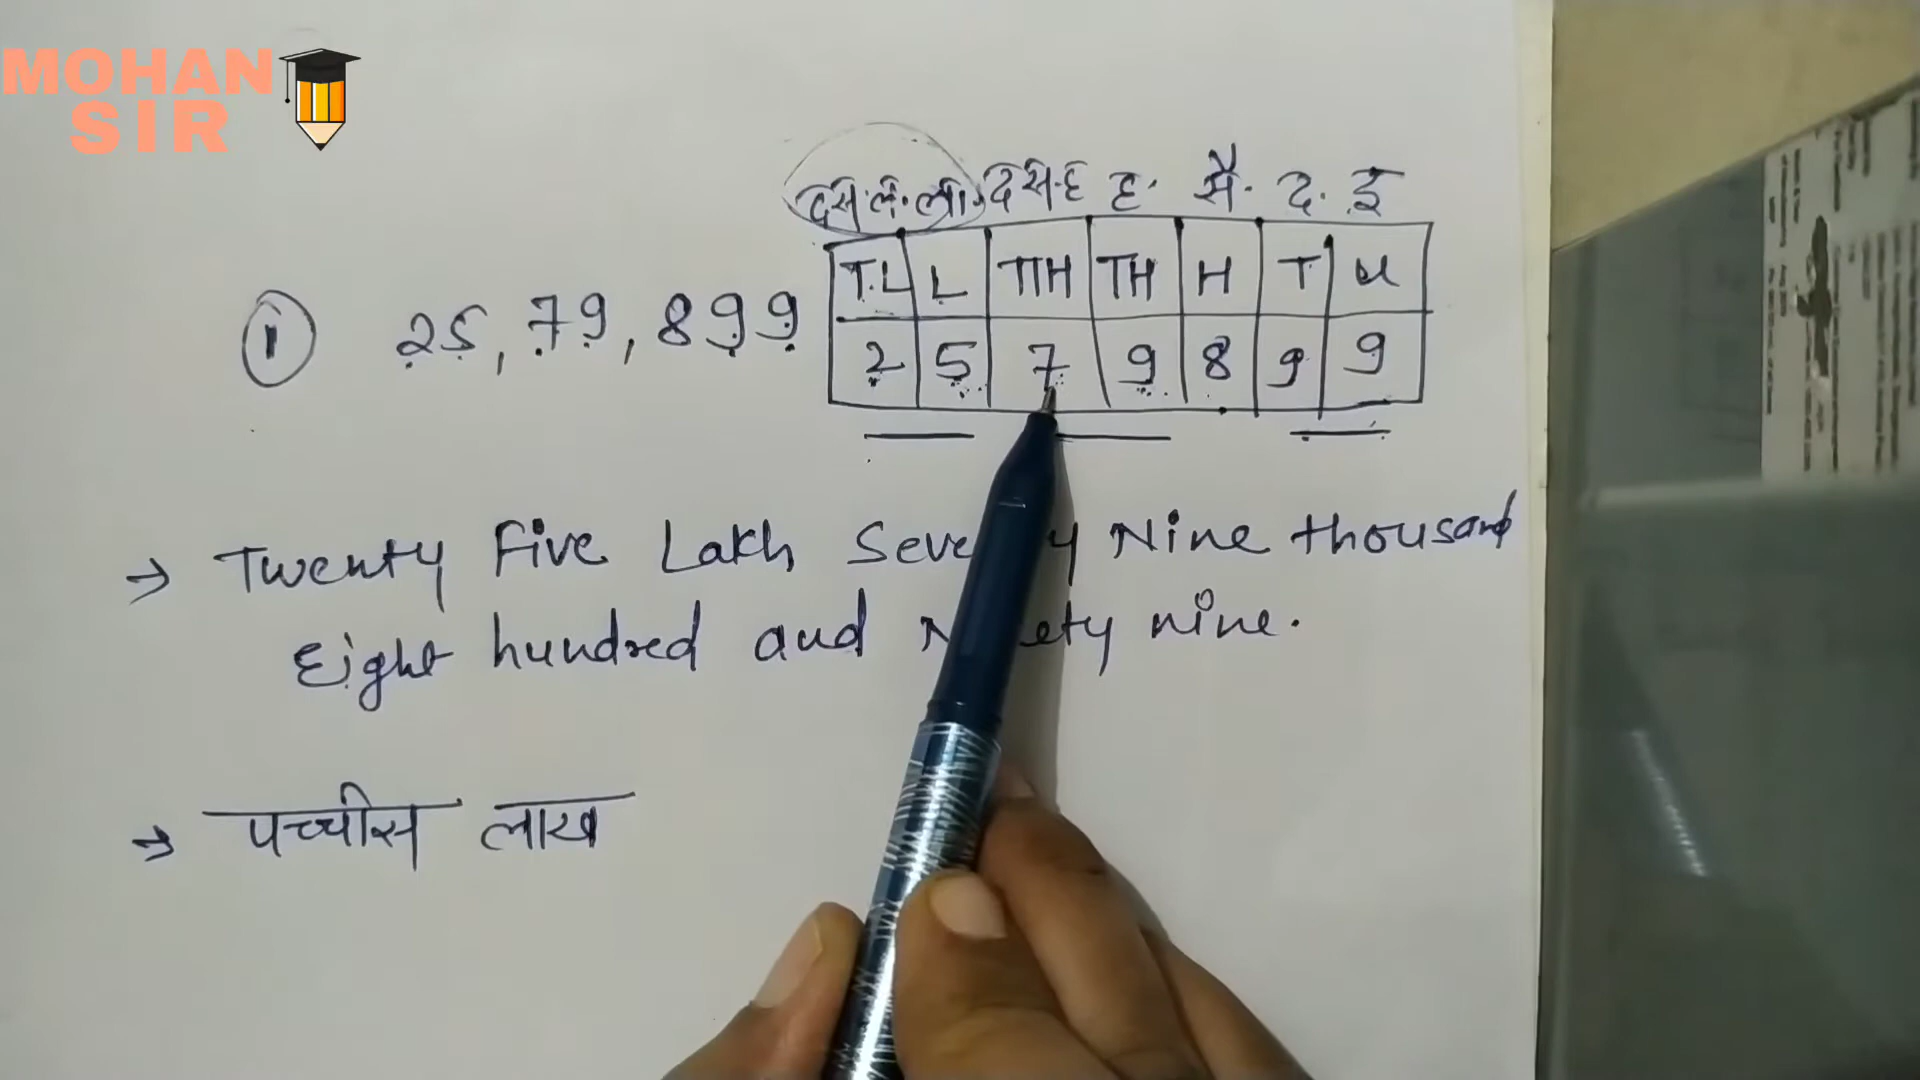 MOHAN
SIR
दस.ल. ला. दस.ह ह. सै. द. इ
T.L L TTH TH H T U
① 25,79,899 2 5 7 9 8 9 9
→ Twenty Five Lakh Nine thousand
Eight hundred and nine.
→ पच्चीस लाख